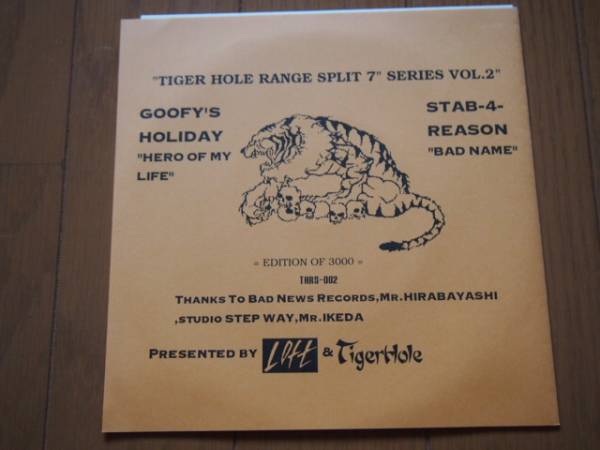 "TIGER HOLE RANGE SPLIT 7" SERIES VOL.2"
GOOFY'S
HOLIDAY
"HERO OF MY
LIFE"
STAB-4-
REASON
"BAD NAME"
= EDITION OF 3000 =
THRS-002
THANKS TO BAD NEWS RECORDS,MR.HIRABAYASHI
,STUDIO STEP WAY,MR.IKEDA
PRESENTED BY Loft & TigerHole